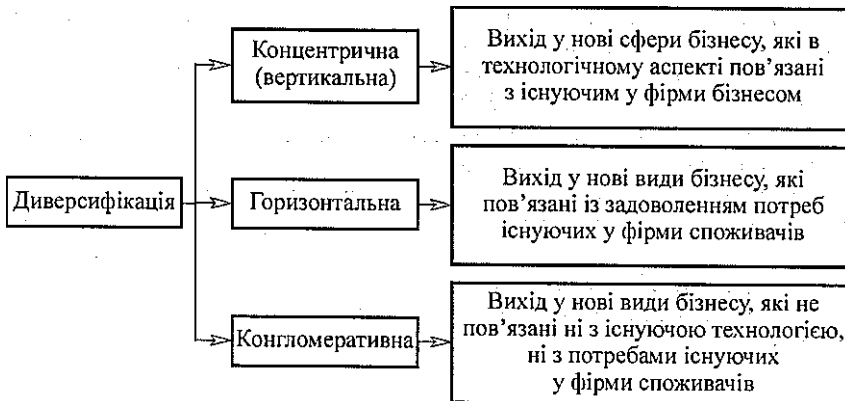 Концентрична
(вертикальна)
Вихід у нові сфери бізнесу, які в
технологічному аспекті пов’язані
з існуючим у фірми бізнесом
Диверсифікація
Горизонтальна
Вихід у нові види бізнесу, які
пов’язані із задоволенням потреб
існуючих у фірми споживачів
Конгломеративна
Вихід у нові види бізнесу, які не
пов’язані ні з існуючою технологією,
ні з потребами існуючих
у фірми споживачів